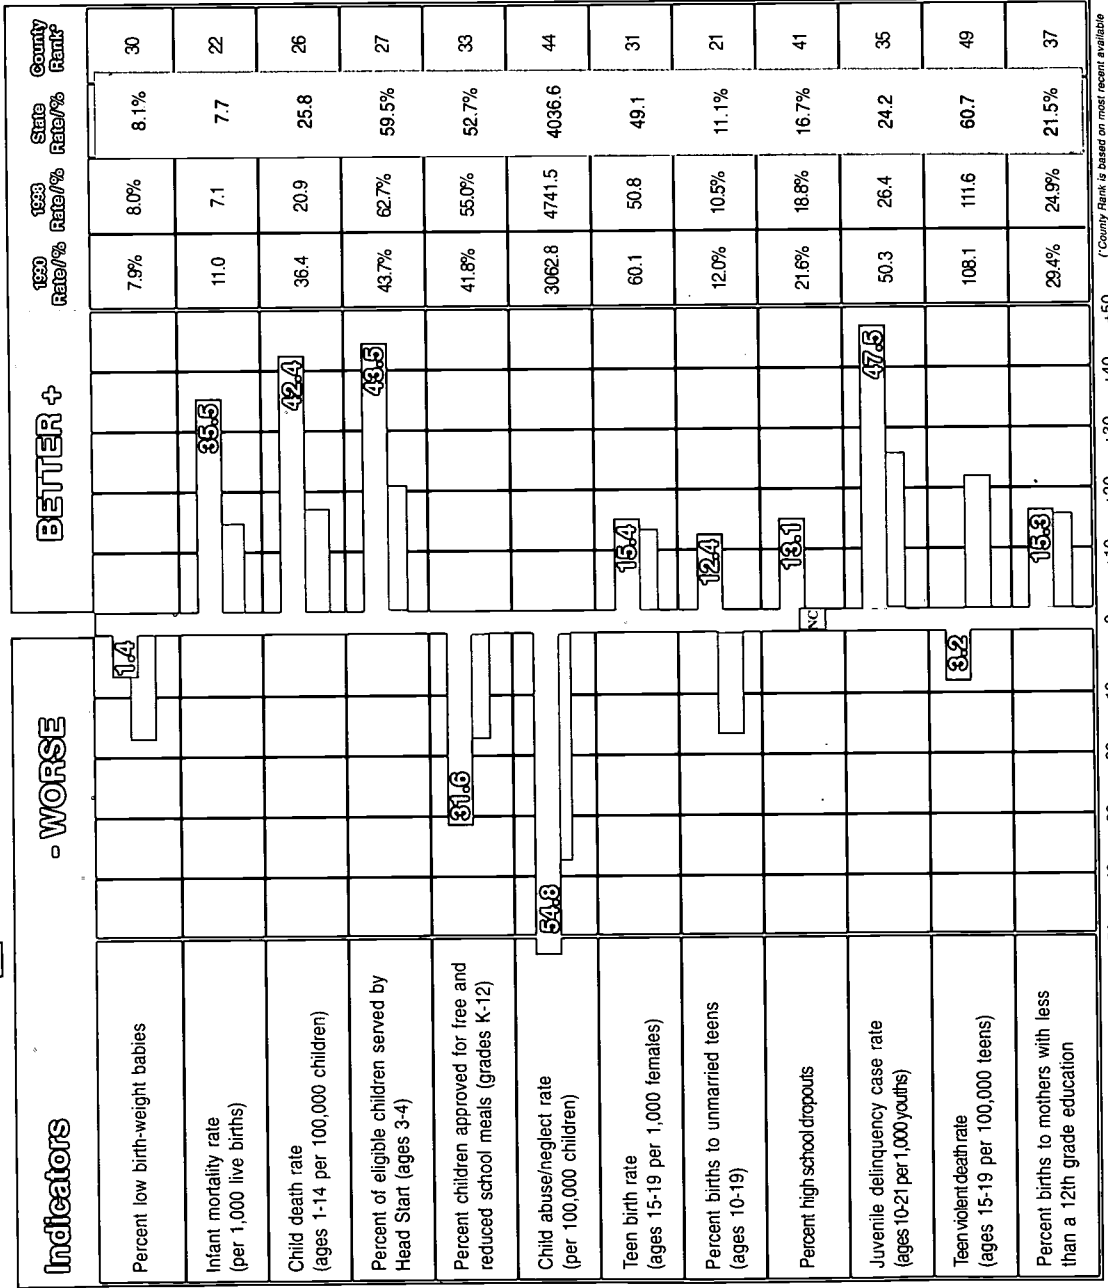 Indicators
- WORSE
BETTER +
1990 Rate/%
1998 Rate/%
State Rate/%
County Rank*
Percent low birth-weight babies
1.4
7.9%
8.0%
8.1%
30
Infant mortality rate
(per 1,000 live births)
35.5
11.0
7.1
7.7
22
Child death rate
(ages 1-14 per 100,000 children)
42.4
36.4
20.9
25.8
26
Percent of eligible children served by
Head Start (ages 3-4)
43.5
43.7%
62.7%
59.5%
27
Percent children approved for free and
reduced school meals (grades K-12)
31.6
41.8%
55.0%
52.7%
33
Child abuse/neglect rate
(per 100,000 children)
54.8
3062.8
4741.5
4036.6
44
Teen birth rate
(ages 15-19 per 1,000 females)
15.4
60.1
50.8
49.1
31
Percent births to unmarried teens
(ages 10-19)
12.4
12.0%
10.5%
11.1%
21
Percent high school dropouts
NC
13.1
21.6%
18.8%
16.7%
41
Juvenile delinquency case rate
(ages 10-21 per 1,000 youths)
47.5
50.3
26.4
24.2
35
Teen violent death rate
(ages 15-19 per 100,000 teens)
3.2
108.1
111.6
60.7
49
Percent births to mothers with less
than a 12th grade education
15.3
29.4%
24.9%
21.5%
37
(*County Rank is based on most recent available